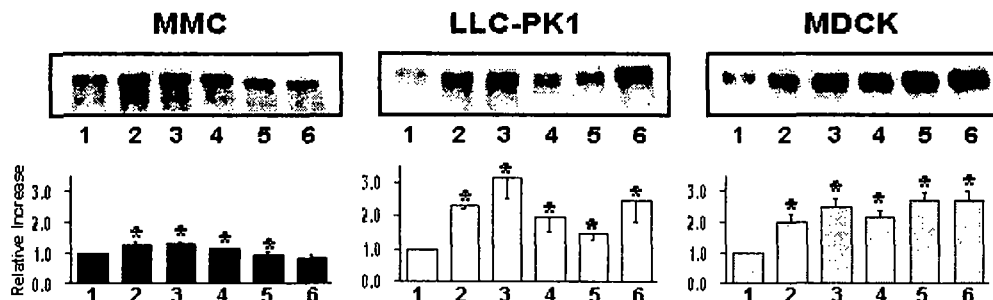 MMC LLC-PK1 MDCK
1 2 3 4 5 6 1 2 3 4 5 6 1 2 3 4 5 6
Relative Increase
3.0 3.0 3.0
2.0 2.0 2.0
1.0 1.0 1.0
0.0 0.0 0.0
* * * * * * * * * * * * * *
1 2 3 4 5 6 1 2 3 4 5 6 1 2 3 4 5 6